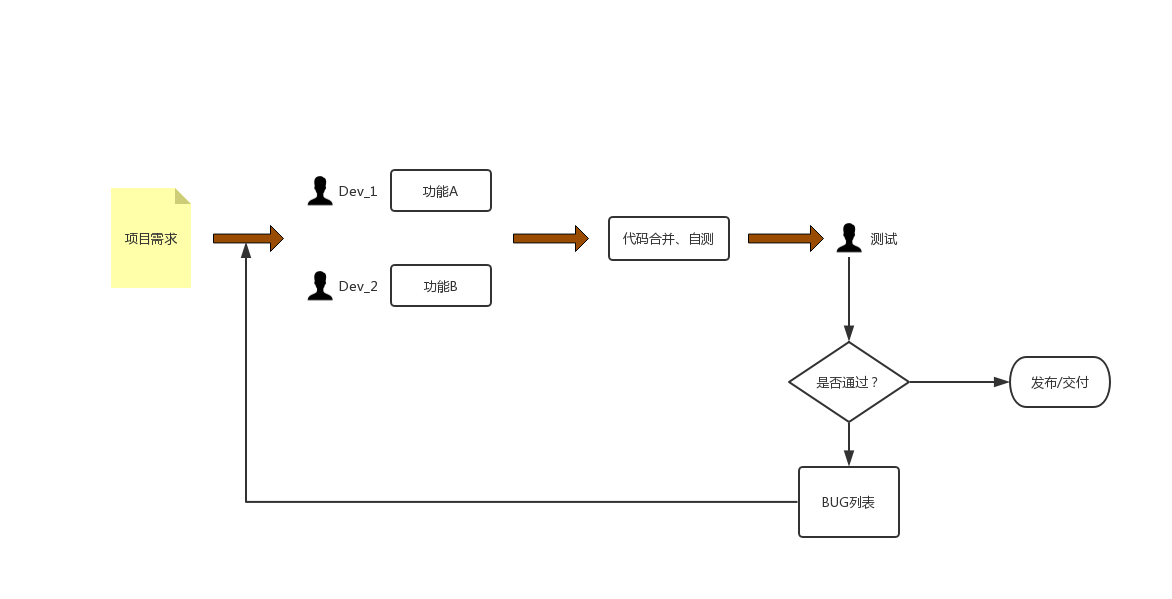 项目需求
Dev_1
功能A
Dev_2
功能B
代码合并、自测
测试
是否通过？
发布/交付
BUG列表